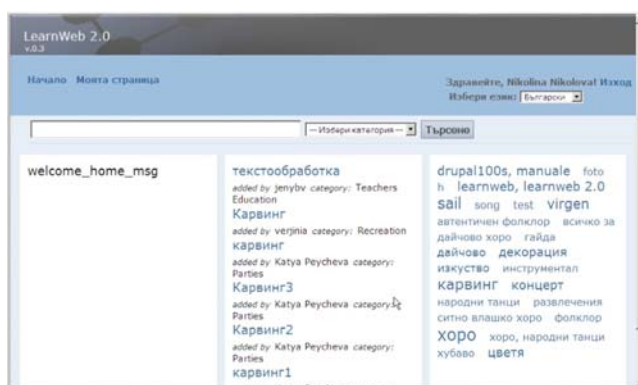 LearnWeb 2.0
v.0.3
Начало Моята страница
Здравейте, Nikolina Nikolova! Изход
Избери език: Български
-- Избери категория -- Търсене
welcome_home_msg
текстообработка
added by jenybv category: Teachers
Education
Карвинг
added by verjinia category: Recreation
карвинг
added by Katya Peycheva category:
Parties
Карвинг3
added by Katya Peycheva category:
Parties
Карвинг2
added by Katya Peycheva category:
Parties
карвинг1
drupal100s, manuale foto
h learnweb, learnweb 2.0
sail song test virgen
автентичен фолклор всичко за
дайчово хоро гайда
дайчово декорация
изкуство инструментал
карвинг концерт
народни танци развлечения
ситно влашко хоро фолклор
хоро хоро, народни танци
хубаво цветя